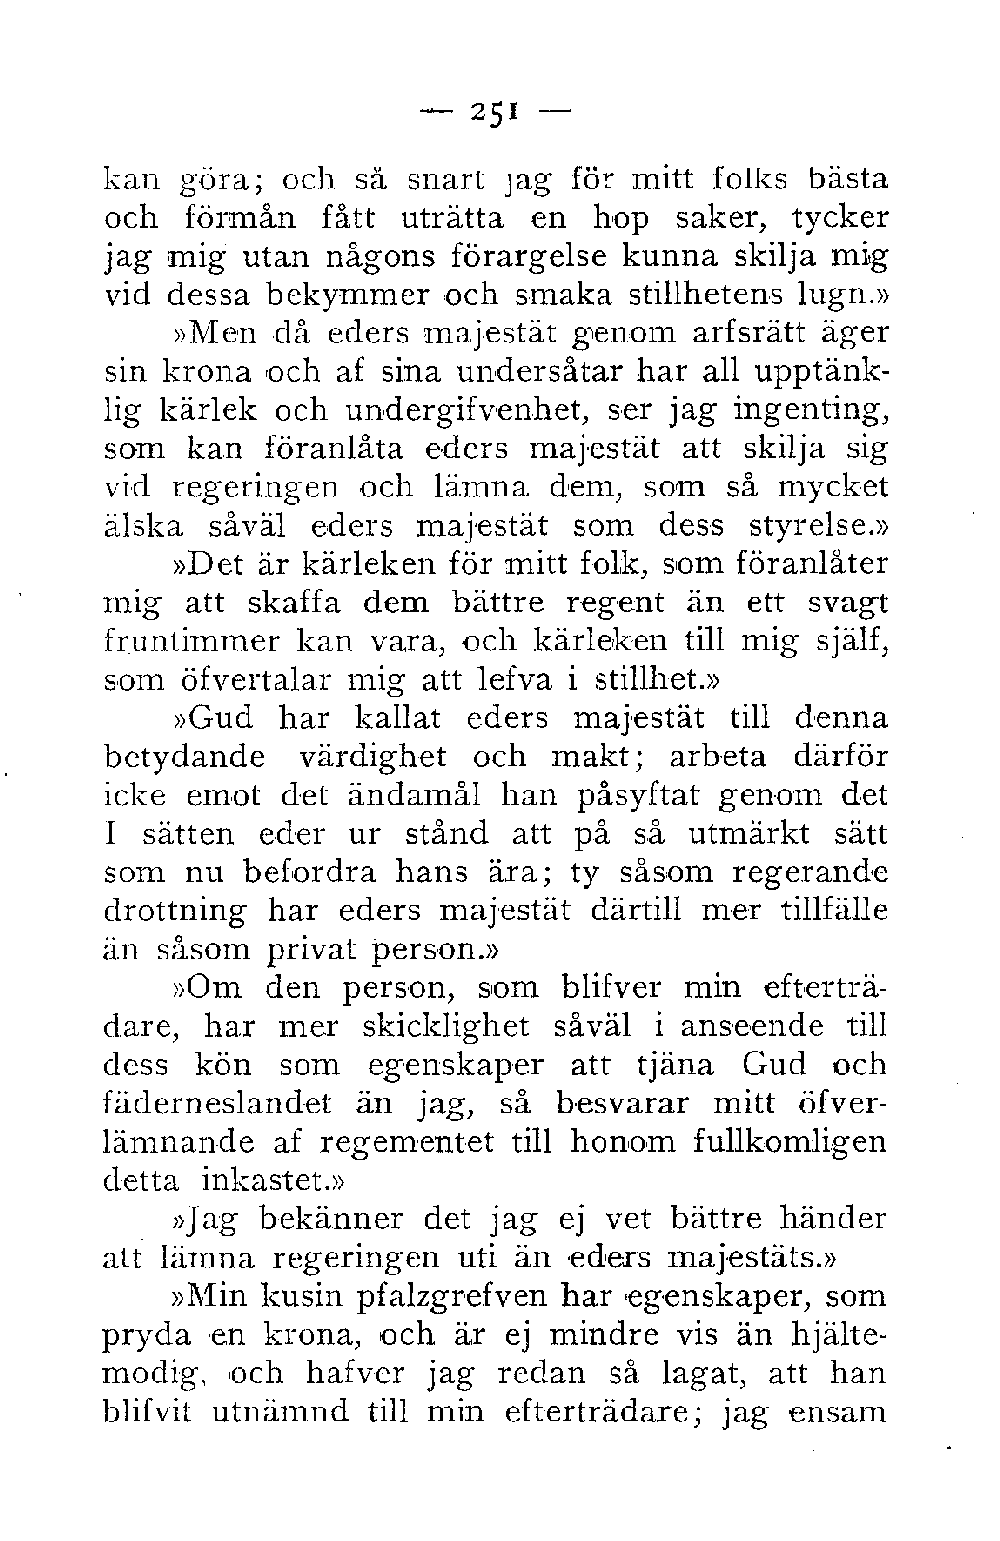 — 251 —
kan göra; och så snart jag för mitt folks bästa
och förmån fått uträtta en hop saker, tycker
jag mig utan någons förargelse kunna skilja mig
vid dessa bekymmer och smaka stillhetens lugn.»
»Men då eders majestät genom arfsrätt äger
sin krona och af sina undersåtar har all upptänk-
lig kärlek och undergifvenhet, ser jag ingenting,
som kan föranlåta eders majestät att skilja sig
vid regeringen och lämna dem, som så mycket
älska såväl eders majestät som dess styrelse.»
»Det är kärleken för mitt folk, som föranlåter
mig att skaffa dem bättre regent än ett svagt
fruntimmer kan vara, och kärleken till mig själf,
som öfvertalar mig att lefva i stillhet.»
»Gud har kallat eders majestät till denna
betydande värdighet och makt; arbeta därför
icke emot det ändamål han påsyftat genom det
I sätten eder ur stånd att på så utmärkt sätt
som nu befordra hans ära; ty såsom regerande
drottning har eders majestät därtill mer tillfälle
än såsom privat person.»
»Om den person, som blifver min efterträ-
dare, har mer skicklighet såväl i anseende till
dess kön som egenskaper att tjäna Gud och
fäderneslandet än jag, så besvarar mitt öfver-
lämnande af regementet till honom fullkomligen
detta inkastet.»
»Jag bekänner det jag ej vet bättre händer
att lämna regeringen uti än eders majestäts.»
»Min kusin pfalzgrefven har egenskaper, som
pryda en krona, och är ej mindre vis än hjälte-
modig, och hafver jag redan så lagat, att han
blifvit utnämnd till min efterträdare; jag ensam